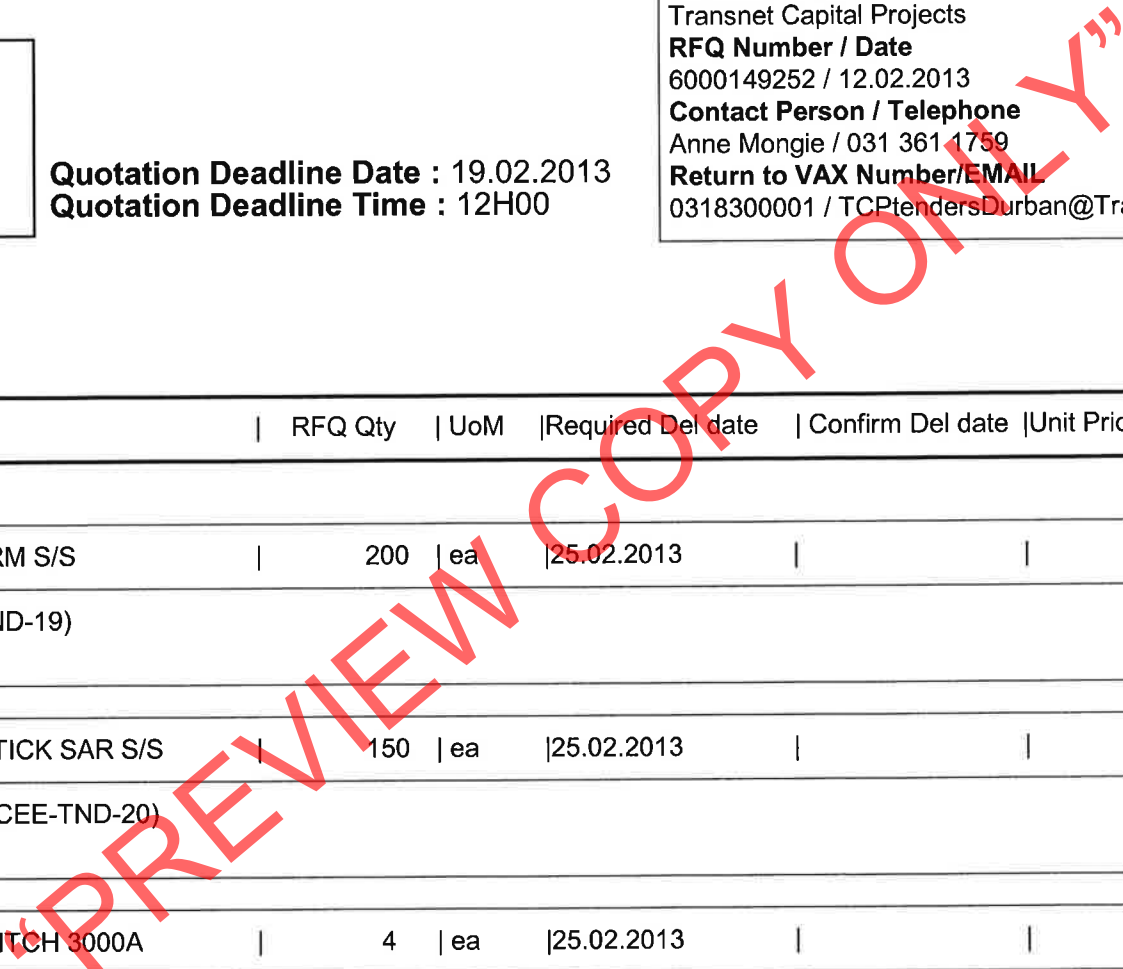 Transnet Capital Projects
RFQ Number / Date
6000149252 / 12.02.2013
Contact Person / Telephone
Anne Mongie / 031 361 1759
Return to VAX Number/EMAIL
0318300001 / TCPtendersDurban@Tra
Quotation Deadline Date : 19.02.2013
Quotation Deadline Time : 12H00
| RFQ Qty | UoM |Required Del date | Confirm Del date |Unit Pric
RM S/S | 200 | ea |25.02.2013 | |
ND-19)
TICK SAR S/S | 150 | ea |25.02.2013 | |
CEE-TND-20)
ITCH 3000A | 4 | ea |25.02.2013 | |
“PREVIEW COPY ONLY”